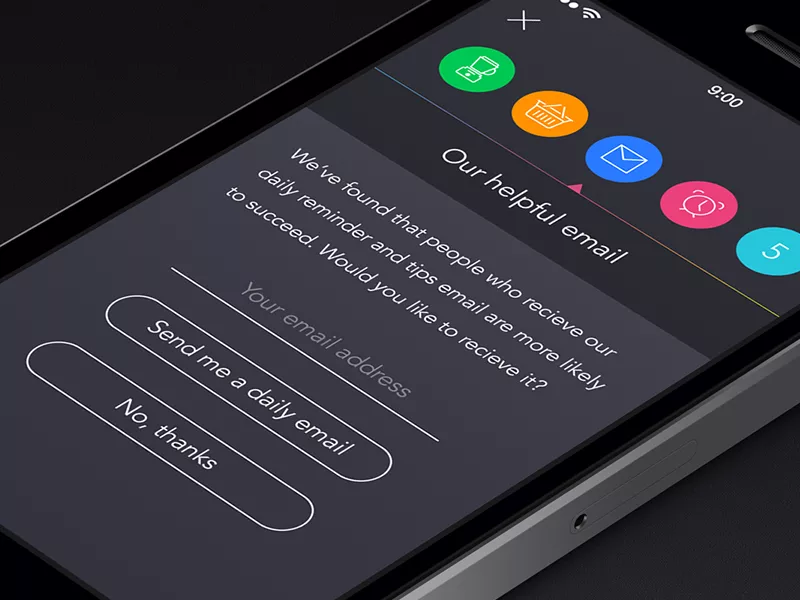 9:00
5
Our helpful email
We've found that people who recieve our
daily reminder and tips email are more likely
to succeed. Would you like to recieve it?
Your email address
Send me a daily email
No, thanks